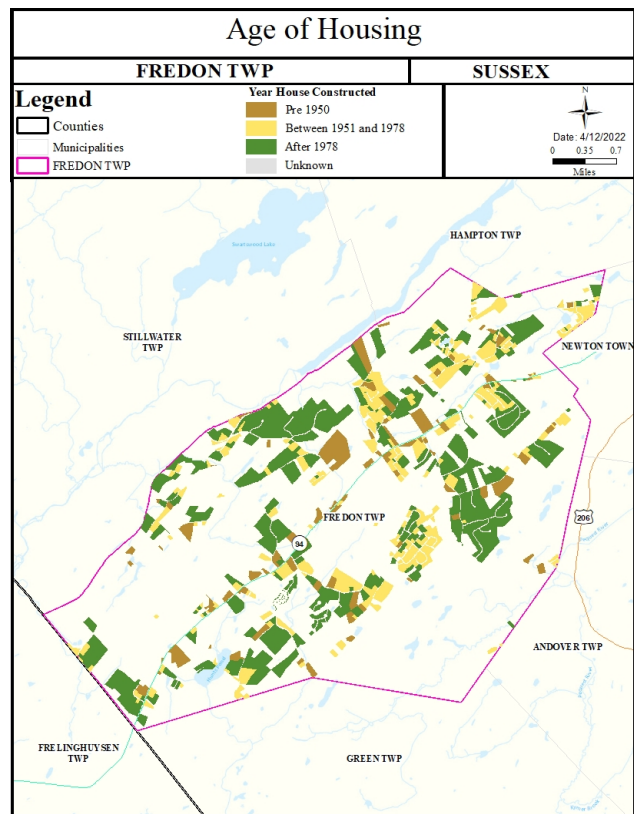 Age of Housing
FREDON TWP
SUSSEX
Legend
Counties
Municipalities
FREDON TWP
Year House Constructed
Pre 1950
Between 1951 and 1978
After 1978
Unknown
N
Date: 4/12/2022
0 0.35 0.7
Miles
HAMPTON TWP
Swartswood Lake
STILLWATER
TWP
NEWTON TOWN
FREDON TWP
94
206
ANDOVER TWP
FRELINGHUYSEN
TWP
GREEN TWP